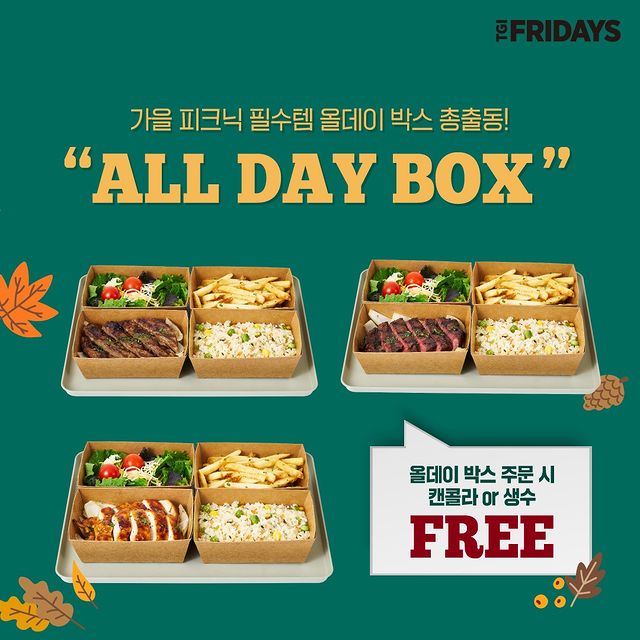 TGI FRIDAYS
가을 피크닉 필수템 올데이 박스 총출동!
“ALL DAY BOX”
올데이 박스 주문 시
캔콜라 or 생수
FREE